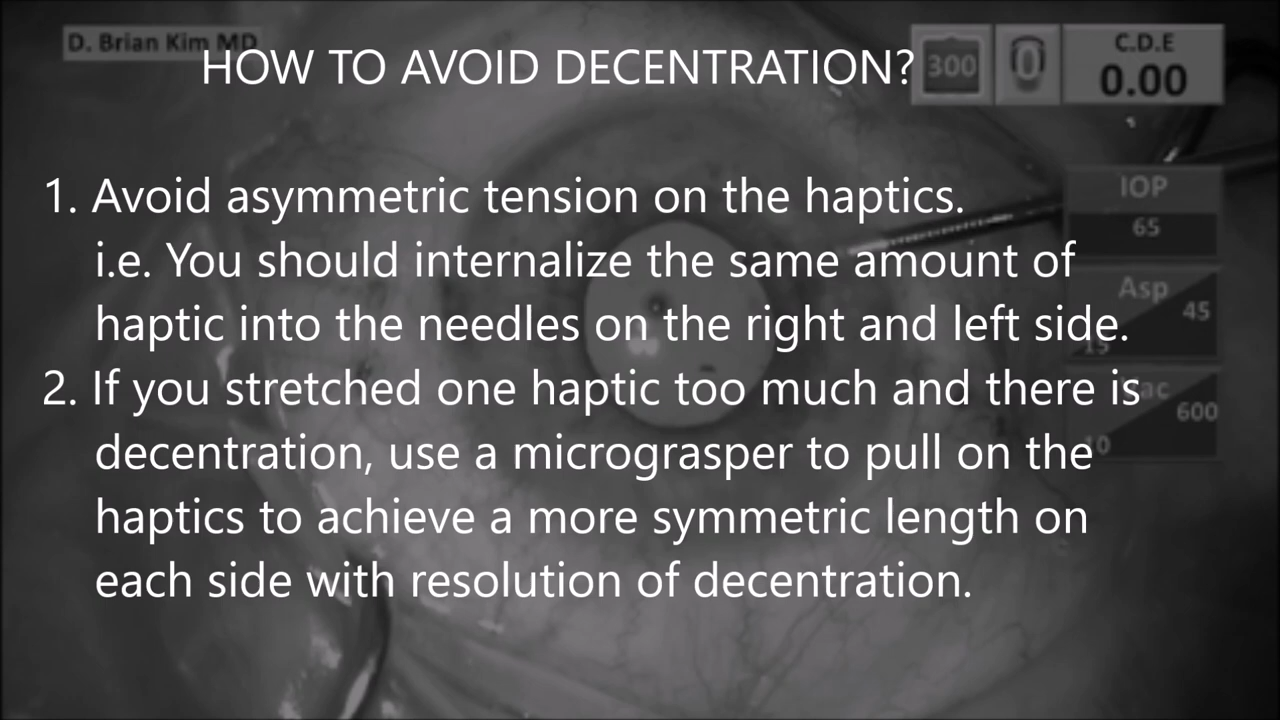 D. Brian Kim MD
HOW TO AVOID DECENTRATION?
300
0
C.D.E
0.00
1. Avoid asymmetric tension on the haptics.
i.e. You should internalize the same amount of
haptic into the needles on the right and left side.
2. If you stretched one haptic too much and there is
decentration, use a micrograsper to pull on the
haptics to achieve a more symmetric length on
each side with resolution of decentration.
IOP
65
Asp
45
15
600
10